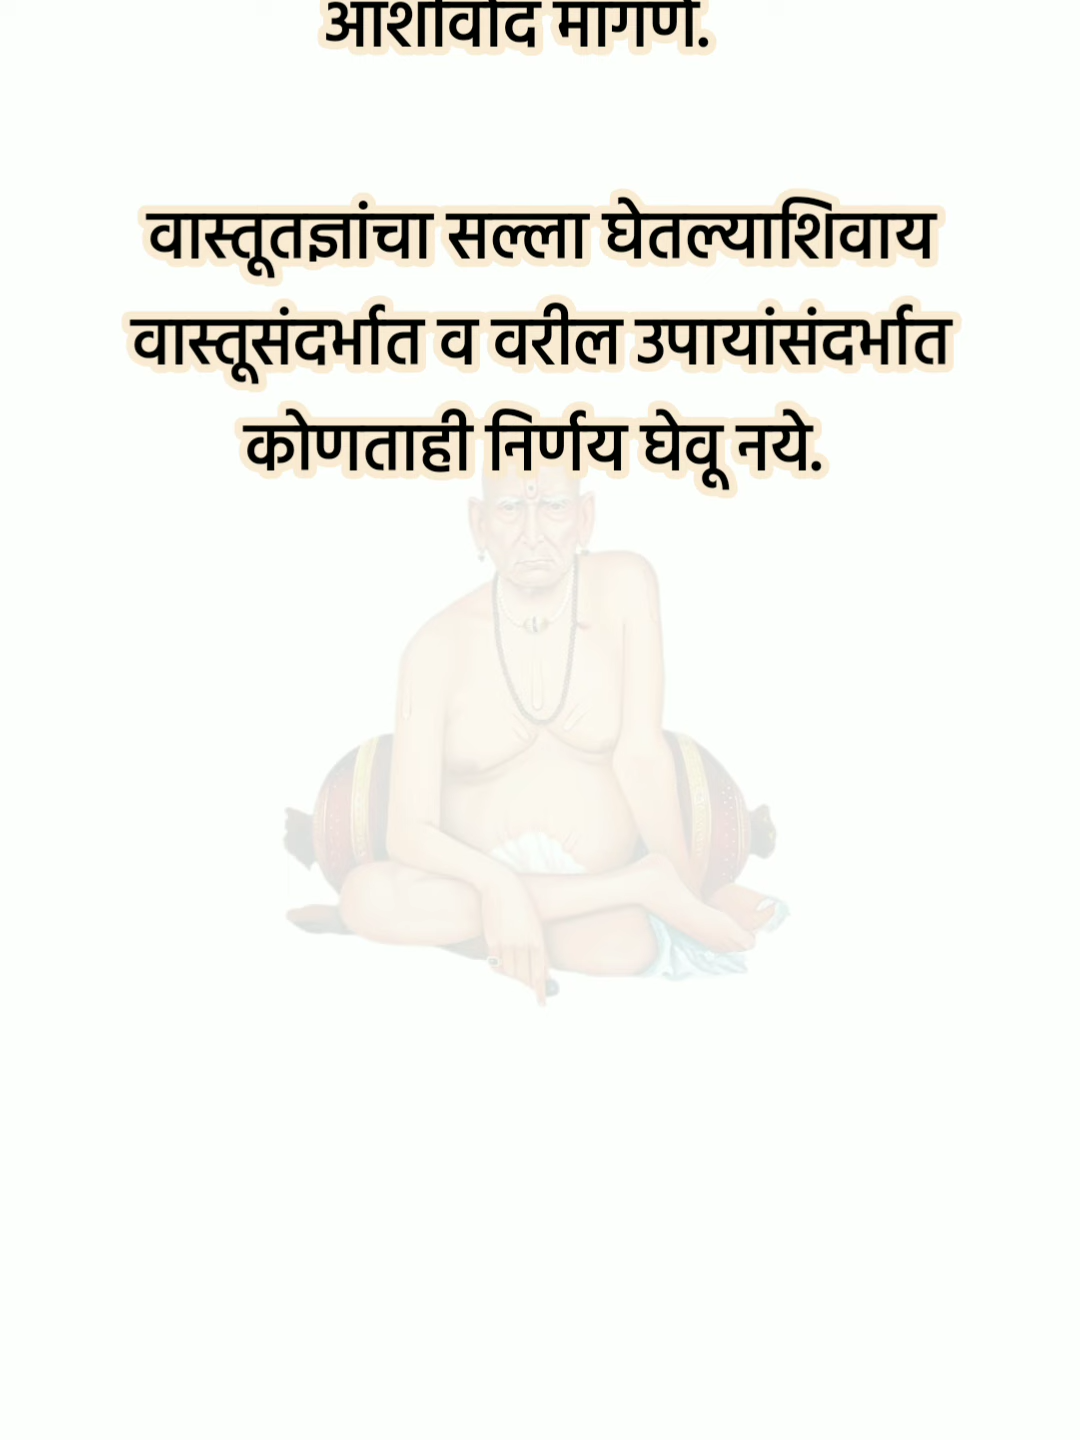 आशीर्वाद मागणे.
वास्तूतज्ञांचा सल्ला घेतल्याशिवाय
वास्तूसंदर्भात व वरील उपायांसंदर्भात
कोणताही निर्णय घेवू नये.